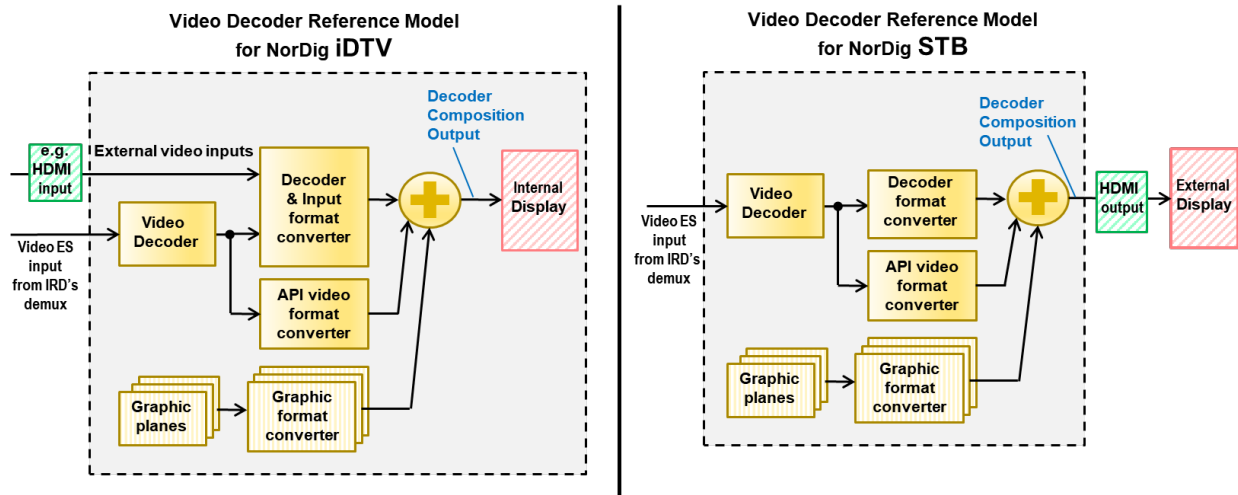 Video Decoder Reference Model
for NorDig iDTV
Decoder
Composition
Output
e.g.
HDMI
input
External video inputs
Decoder
& Input
format
converter
Internal
Display
Video
Decoder
Video ES
input
from IRD's
demux
API video
format
converter
Graphic
planes
Graphic
format
converter
Video Decoder Reference Model
for NorDig STB
Decoder
Composition
Output
Video
Decoder
Decoder
format
converter
HDMI
output
External
Display
Video ES
input
from IRD's
demux
API video
format
converter
Graphic
planes
Graphic
format
converter